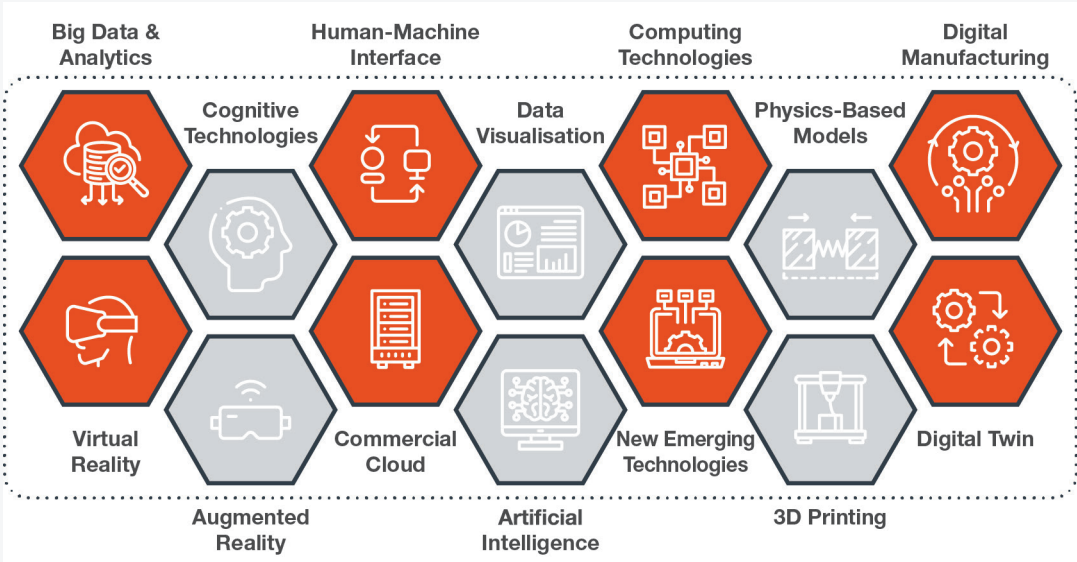 Big Data &
Analytics
Human-Machine
Interface
Computing
Technologies
Digital
Manufacturing
Cognitive
Technologies
Data
Visualisation
Physics-Based
Models
Virtual
Reality
Commercial
Cloud
New Emerging
Technologies
Digital Twin
Augmented
Reality
Artificial
Intelligence
3D Printing